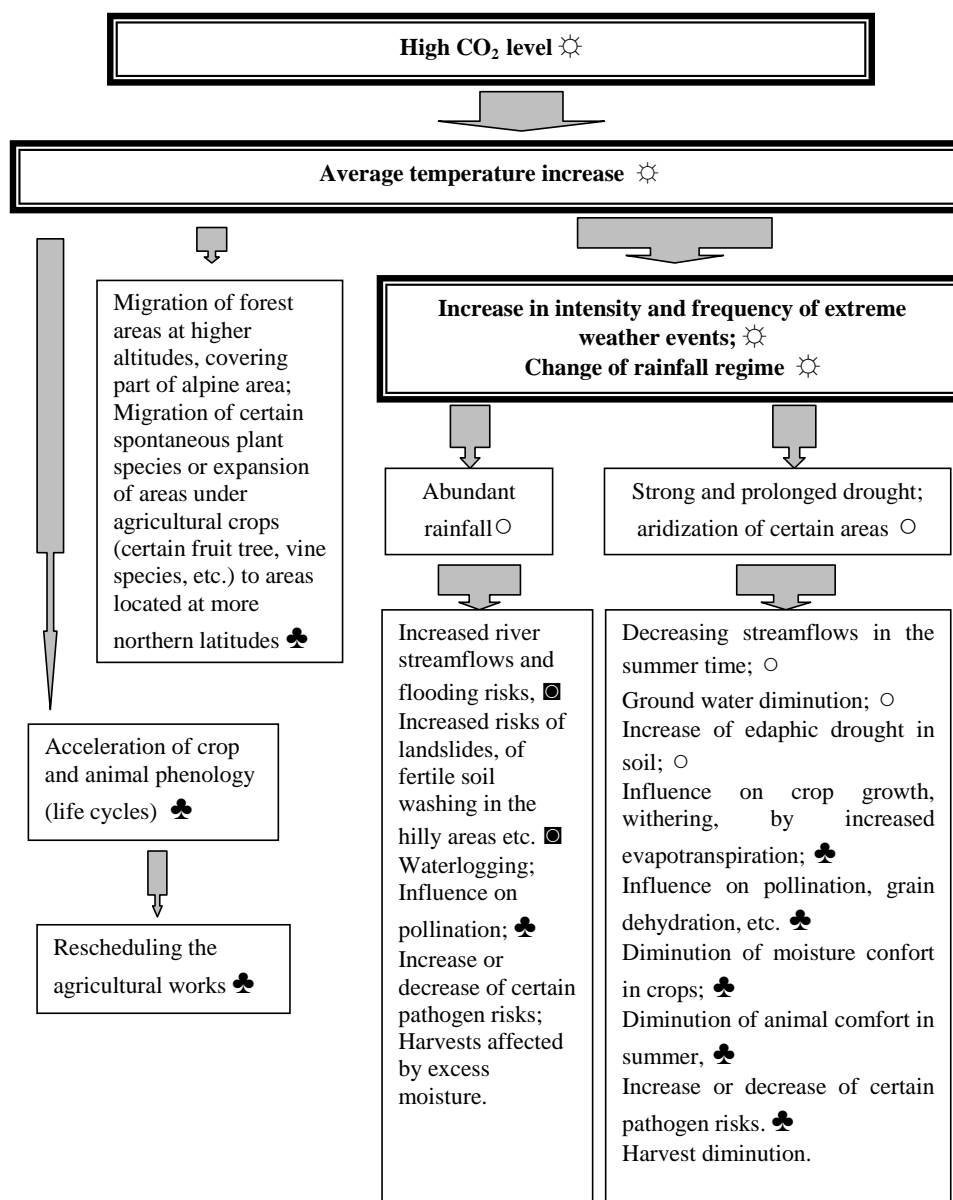 High CO₂ level ☼
Average temperature increase ☼
Migration of forest
areas at higher
altitudes, covering
part of alpine area;
Migration of certain
spontaneous plant
species or expansion
of areas under
agricultural crops
(certain fruit tree, vine
species, etc.) to areas
located at more
northern latitudes ♣
Increase in intensity and frequency of extreme
weather events; ☼
Change of rainfall regime ☼
Abundant
rainfall ○
Strong and prolonged drought;
aridization of certain areas ○
Acceleration of crop
and animal phenology
(life cycles) ♣
Rescheduling the
agricultural works ♣
Increased river
streamflows and
flooding risks, ◘
Increased risks of
landslides, of
fertile soil
washing in the
hilly areas etc. ◘
Waterlogging;
Influence on
pollination; ♣
Increase or
decrease of certain
pathogen risks;
Harvests affected
by excess
moisture.
Decreasing streamflows in the
summer time; ○
Ground water diminution; ○
Increase of edaphic drought in
soil; ○
Influence on crop growth,
withering, by increased
evapotranspiration; ♣
Influence on pollination, grain
dehydration, etc. ♣
Diminution of moisture confort
in crops; ♣
Diminution of animal comfort in
summer, ♣
Increase or decrease of certain
pathogen risks. ♣
Harvest diminution.